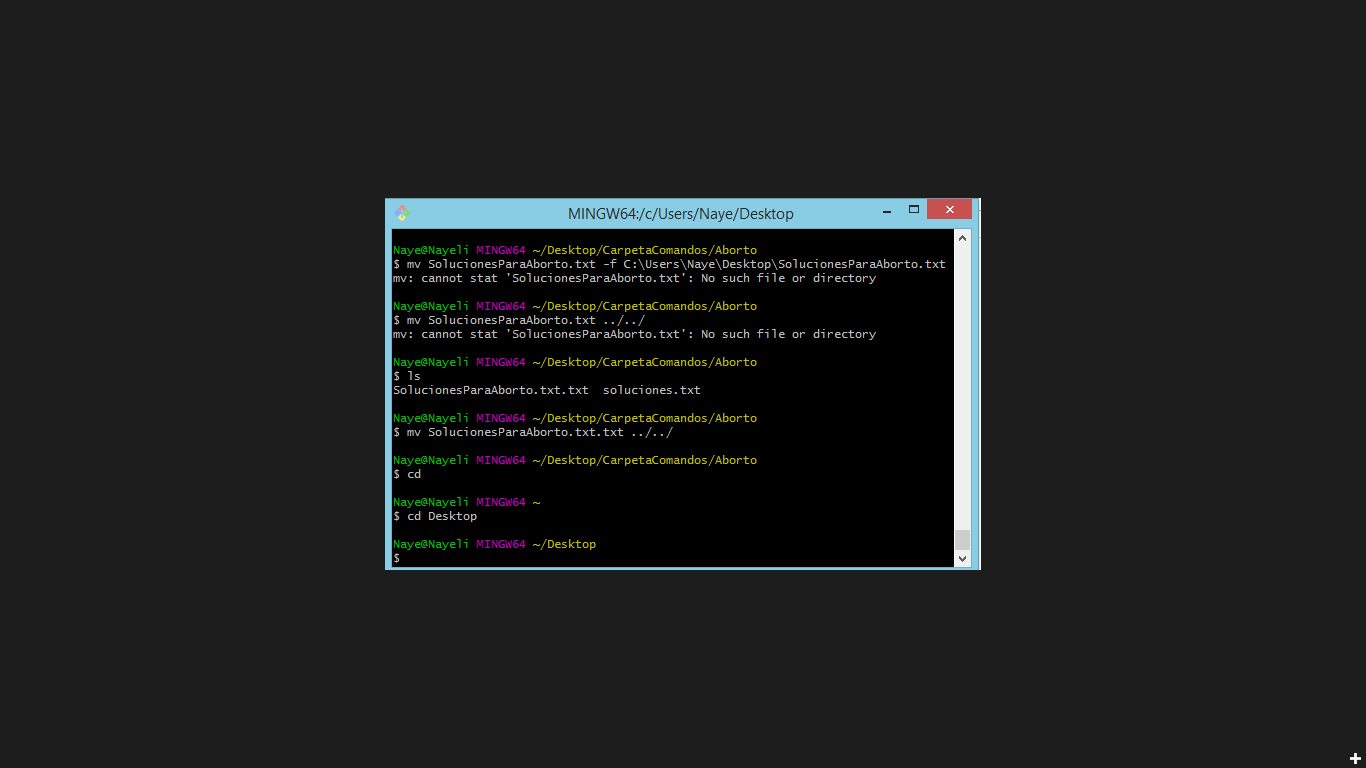 MINGW64:/c/Users/Naye/Desktop
Naye@Nayeli MINGW64 ~/Desktop/CarpetaComandos/Aborto
$ mv SolucionesParaAborto.txt -f C:\Users\Naye\Desktop\SolucionesParaAborto.txt
mv: cannot stat 'SolucionesParaAborto.txt': No such file or directory
Naye@Nayeli MINGW64 ~/Desktop/CarpetaComandos/Aborto
$ mv SolucionesParaAborto.txt ../../
mv: cannot stat 'SolucionesParaAborto.txt': No such file or directory
Naye@Nayeli MINGW64 ~/Desktop/CarpetaComandos/Aborto
$ ls
SolucionesParaAborto.txt.txt  soluciones.txt
Naye@Nayeli MINGW64 ~/Desktop/CarpetaComandos/Aborto
$ mv SolucionesParaAborto.txt.txt ../../
Naye@Nayeli MINGW64 ~/Desktop/CarpetaComandos/Aborto
$ cd
Naye@Nayeli MINGW64 ~
$ cd Desktop
Naye@Nayeli MINGW64 ~/Desktop
$